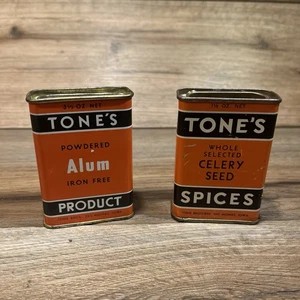 TONE'S
POWDERED
Alum
IRON FREE
PRODUCT
TONE'S
WHOLE
SELECTED
CELERY
SEED
SPICES